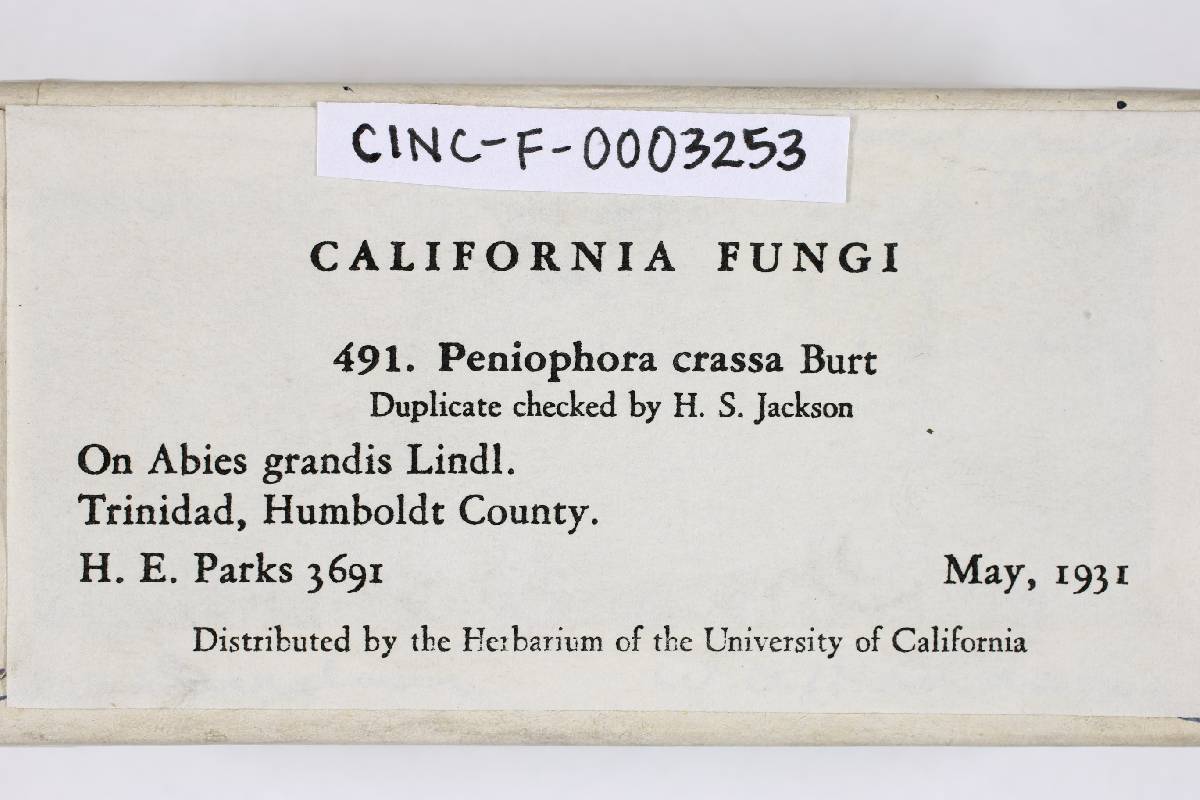 CINC-F-0003253
CALIFORNIA FUNGI
491. Peniophora crassa Burt
Duplicate checked by H. S. Jackson
On Abies grandis Lindl.
Trinidad, Humboldt County.
H. E. Parks 3691 May, 1931
Distributed by the Herbarium of the University of California